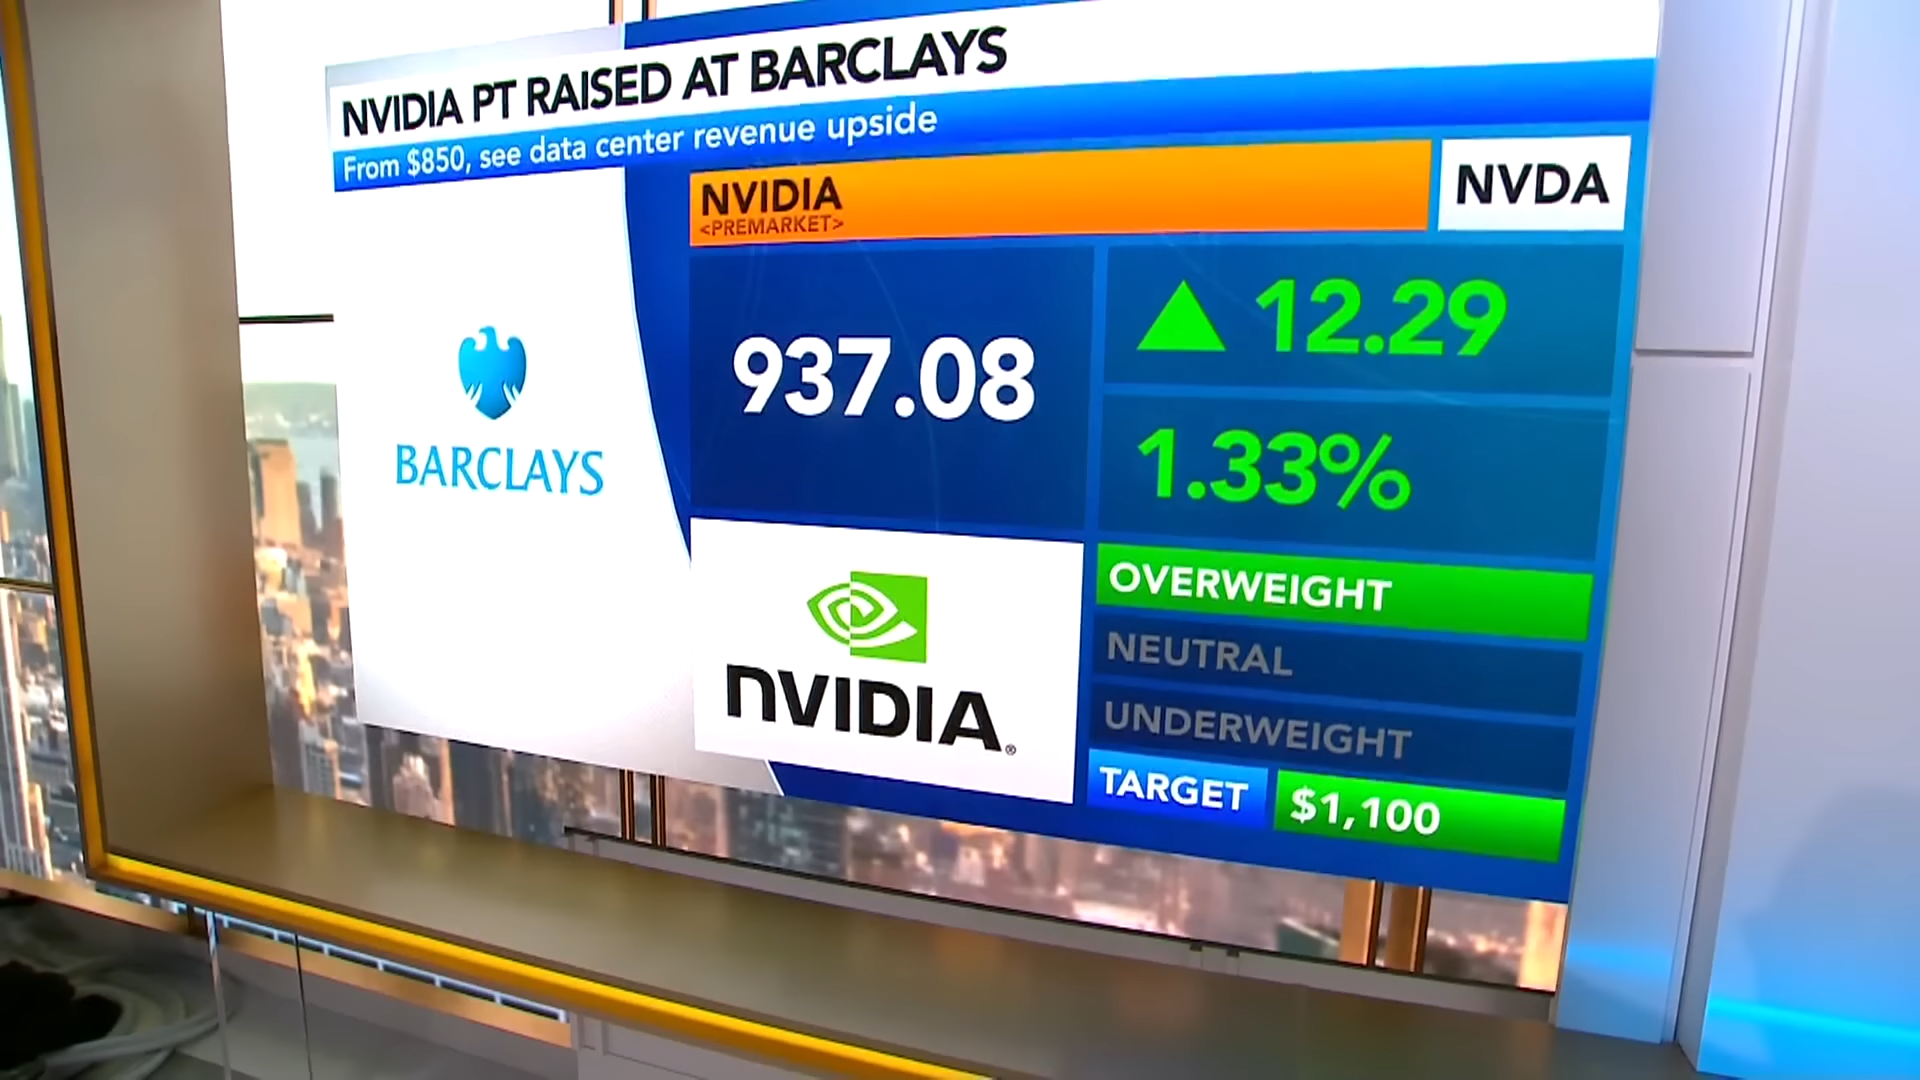 NVIDIA PT RAISED AT BARCLAYS
From $850, see data center revenue upside
NVIDIA
<PREMARKET>
NVDA
937.08
▲ 12.29
1.33%
BARCLAYS
nVIDIA®
OVERWEIGHT
NEUTRAL
UNDERWEIGHT
TARGET $1,100